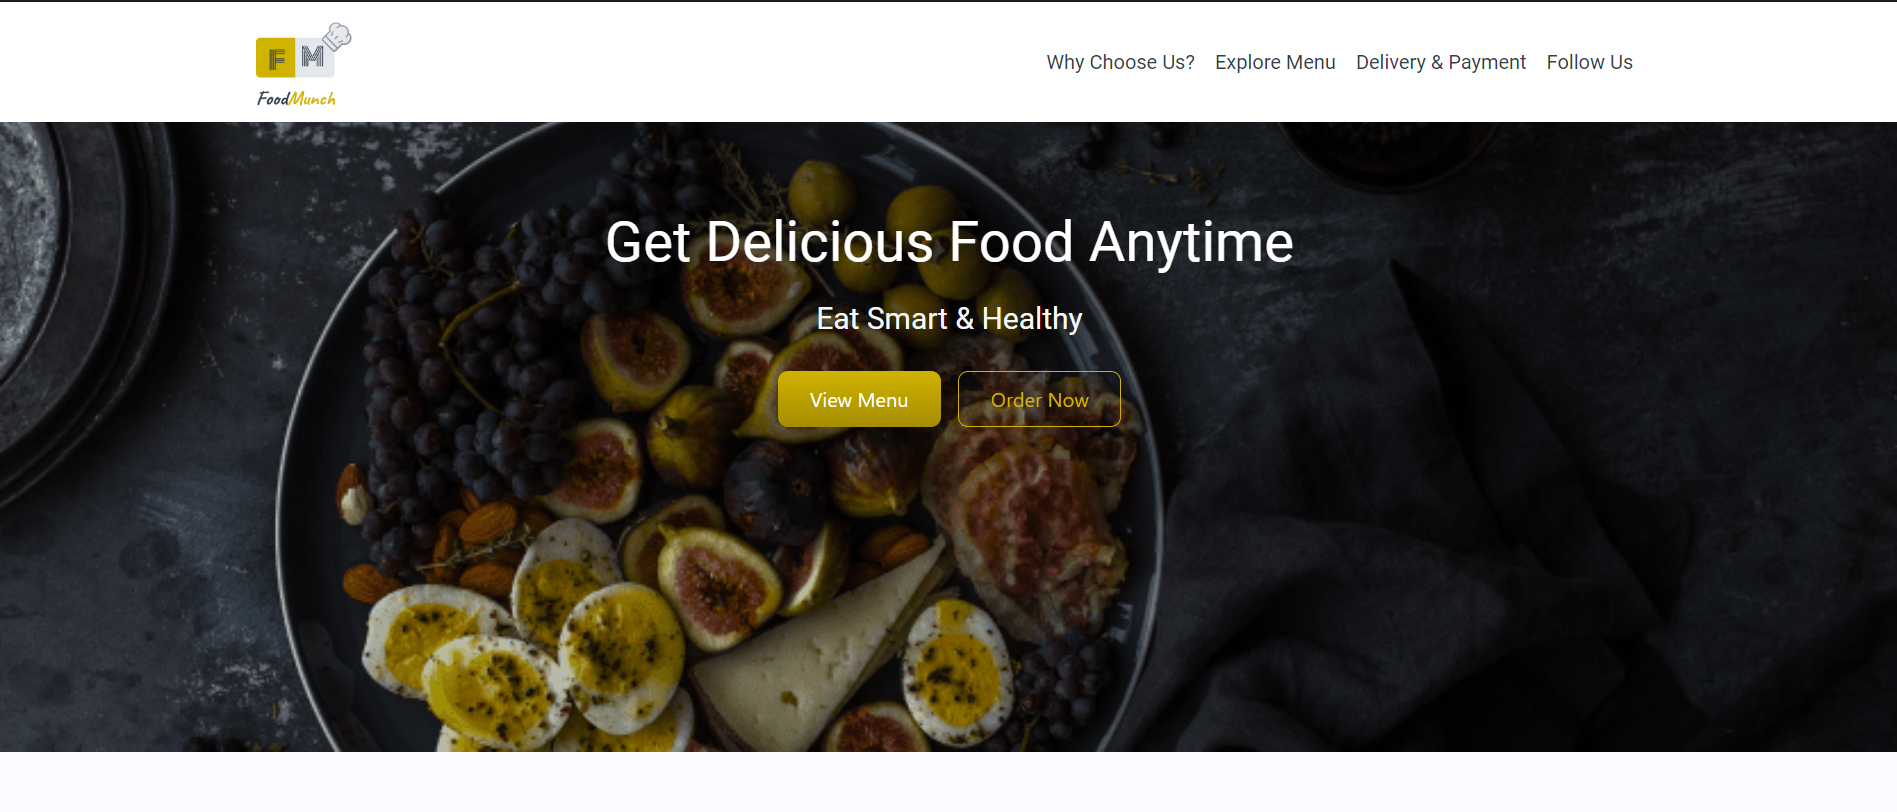 FM
FoodMunch
Why Choose Us? Explore Menu Delivery & Payment Follow Us
Get Delicious Food Anytime
Eat Smart & Healthy
View Menu Order Now